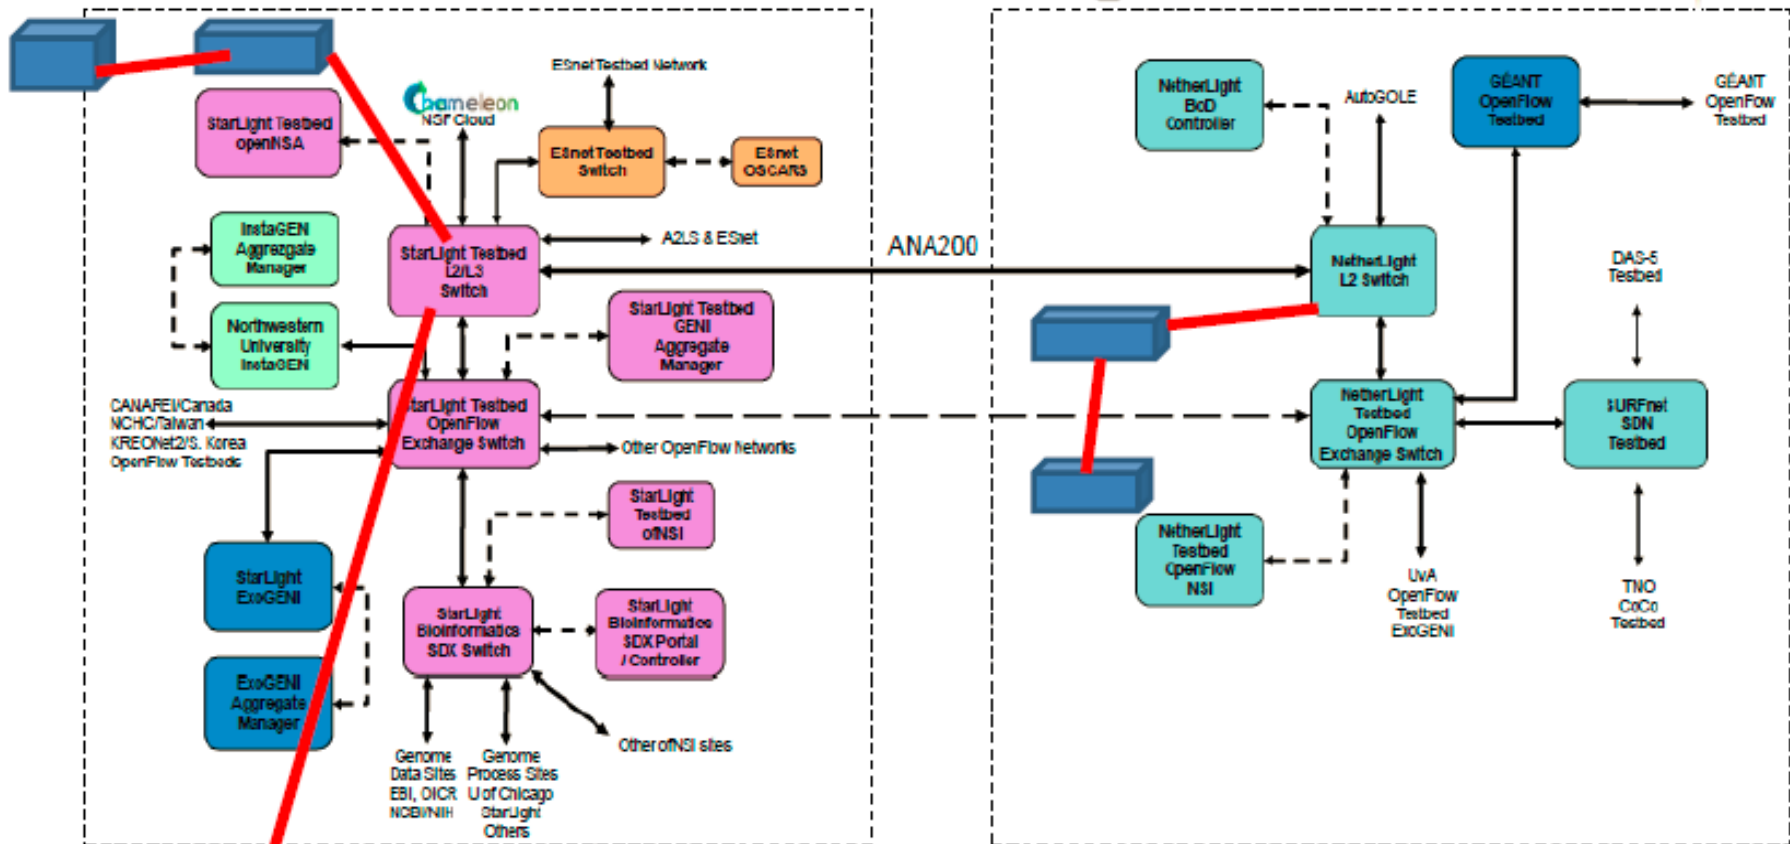 ESnet Testbed Network
Chameleon
NSF Cloud
StarLight Testbed
openNSA
ESnet Testbed
Switch
ESnet
OSCARS
InstaGENI
Aggrezgate
Manager
StarLight Testbed
L2/L3
Switch
A2LS & ESnet
ANA200
Northwestern
University
InstaGENI
StarLight Testbed
GENI
Aggregate
Manager
CANAREI/Canada
NCHC/Taiwan
KREONet2/S. Korea
OpenFlow Testbeds
StarLight Testbed
OpenFlow
Exchange Switch
Other OpenFlow Networks
StarLight
Testbed
ofNSI
StarLight
ExoGENI
StarLight
Bioinformatics
SDX Switch
StarLight
Bioinformatics
SDX Portal
/ Controller
ExoGENI
Aggregate
Manager
Other ofNSI sites
Genome
Data Sites
EBI, OICR
NCBI/NIH
Genome
Process Sites
U of Chicago
StarLight
Others
NetherLight
BoD
Controller
AutoGOLE
GÉANT
OpenFlow
Testbed
GÉANT
OpenFow
Testbed
NetherLight
L2 Switch
DAS-5
Testbed
NetherLight
Testbed
OpenFlow
Exchange Switch
SURFnet
SDN
Testbed
NetherLight
Testbed
OpenFlow
NSI
UvA
OpenFlow
Testbed
ExoGENI
TNO
CoCo
Testbed